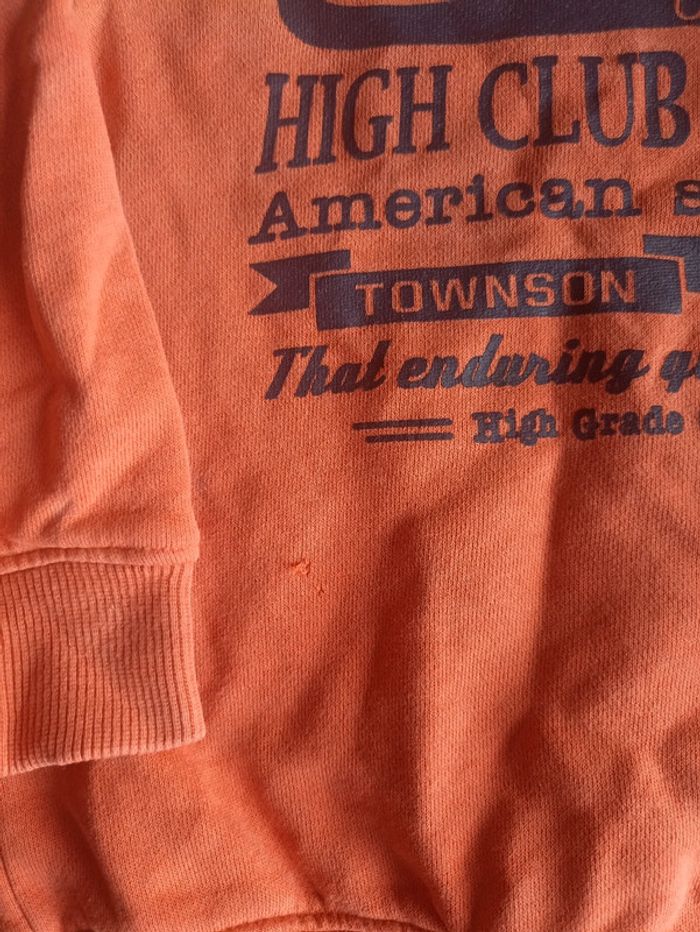 HIGH CLUB
American
TOWNSON
That enduring
High Grade